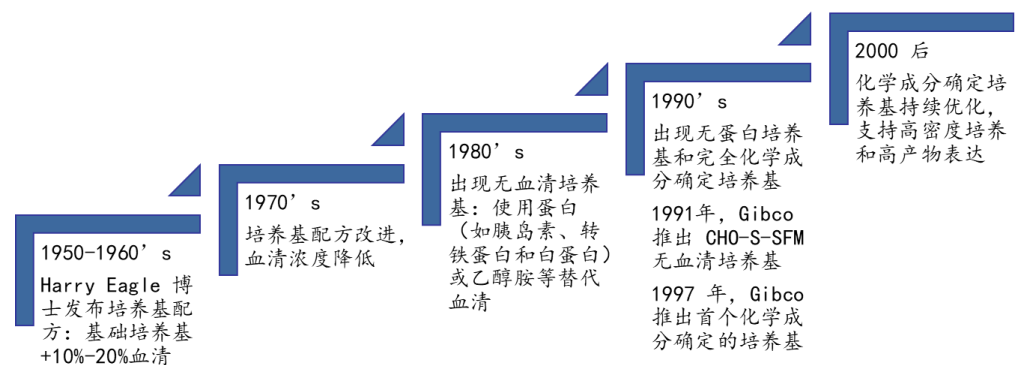 1950-1960’s
Harry Eagle 博
士发布培养基配
方：基础培养基
+10%-20%血清
1970’s
培养基配方改进，
血清浓度降低
1980’s
出现无血清培养
基：使用蛋白
（如胰岛素、转
铁蛋白和白蛋白）
或乙醇胺等替代
血清
1990’s
出现无蛋白培养
基和完全化学成
分确定培养基
1991年，Gibco
推出 CHO-S-SFM
无血清培养基
1997 年，Gibco
推出首个化学成
分确定的培养基
2000 后
化学成分确定培
养基持续优化，
支持高密度培养
和高产物表达